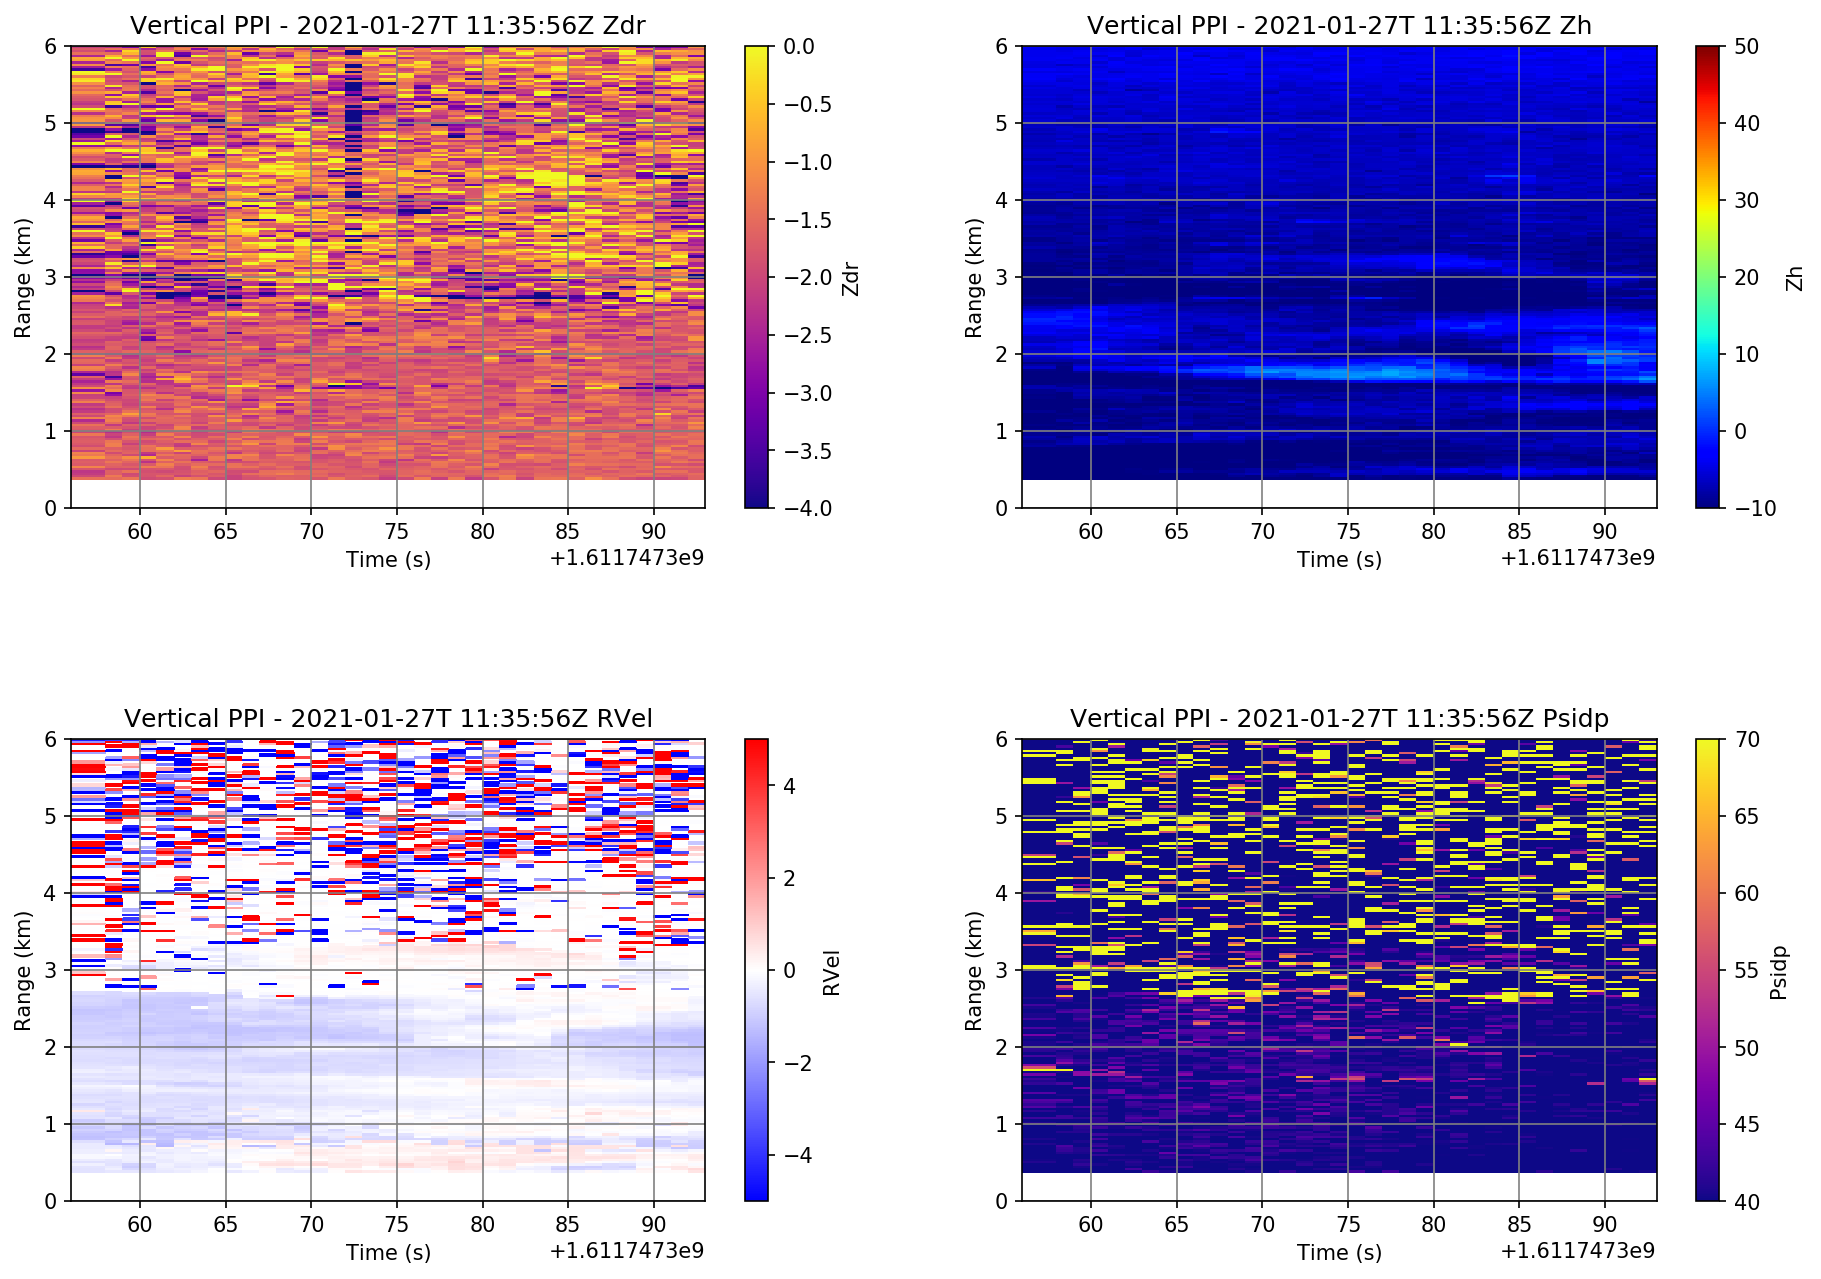 Vertical PPI - 2021-01-27T 11:35:56Z Zdr
6
5
4
3
2
1
0
Range (km)
60 65 70 75 80 85 90
Time (s)
+1.6117473e9
0.0
−0.5
−1.0
−1.5
−2.0
−2.5
−3.0
−3.5
−4.0
Zdr
Vertical PPI - 2021-01-27T 11:35:56Z Zh
6
5
4
3
2
1
0
Range (km)
60 65 70 75 80 85 90
Time (s)
+1.6117473e9
50
40
30
20
10
0
−10
Zh
Vertical PPI - 2021-01-27T 11:35:56Z RVel
6
5
4
3
2
1
0
Range (km)
60 65 70 75 80 85 90
Time (s)
+1.6117473e9
4
2
0
−2
−4
RVel
Vertical PPI - 2021-01-27T 11:35:56Z Psidp
6
5
4
3
2
1
0
Range (km)
60 65 70 75 80 85 90
Time (s)
+1.6117473e9
70
65
60
55
50
45
40
Psidp